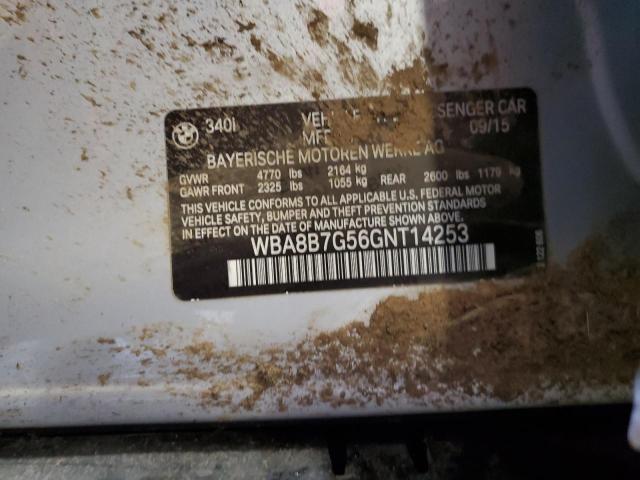 340I VEHICLE SENGER CAR
MFD 09/15
BAYERISCHE MOTOREN WERKE AG
GVWR 4770 lbs 2164 kg
GAWR FRONT 2325 lbs 1055 kg REAR 2600 lbs 1179 kg
THIS VEHICLE CONFORMS TO ALL APPLICABLE U.S. FEDERAL MOTOR
VEHICLE SAFETY, BUMPER AND THEFT PREVENTION STANDARDS IN
EFFECT ON THE DATE OF MANUFACTURE SHOWN ABOVE.
WBA8B7G56GNT14253